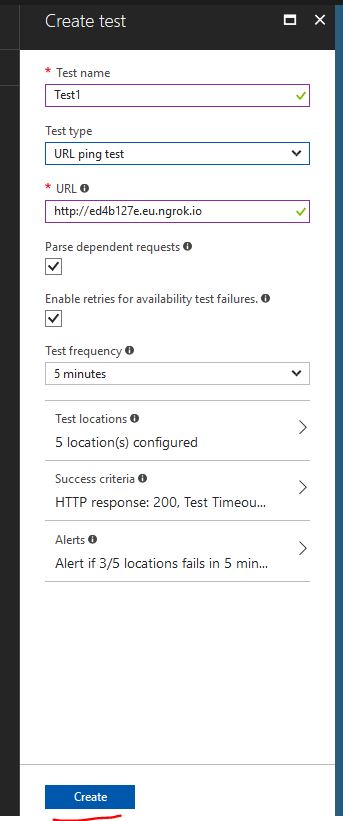 Create test
* Test name
Test1
Test type
URL ping test
* URL
http://ed4b127e.eu.ngrok.io
Parse dependent requests
Enable retries for availability test failures.
Test frequency
5 minutes
Test locations
5 location(s) configured
Success criteria
HTTP response: 200, Test Timeou...
Alerts
Alert if 3/5 locations fails in 5 min...
Create